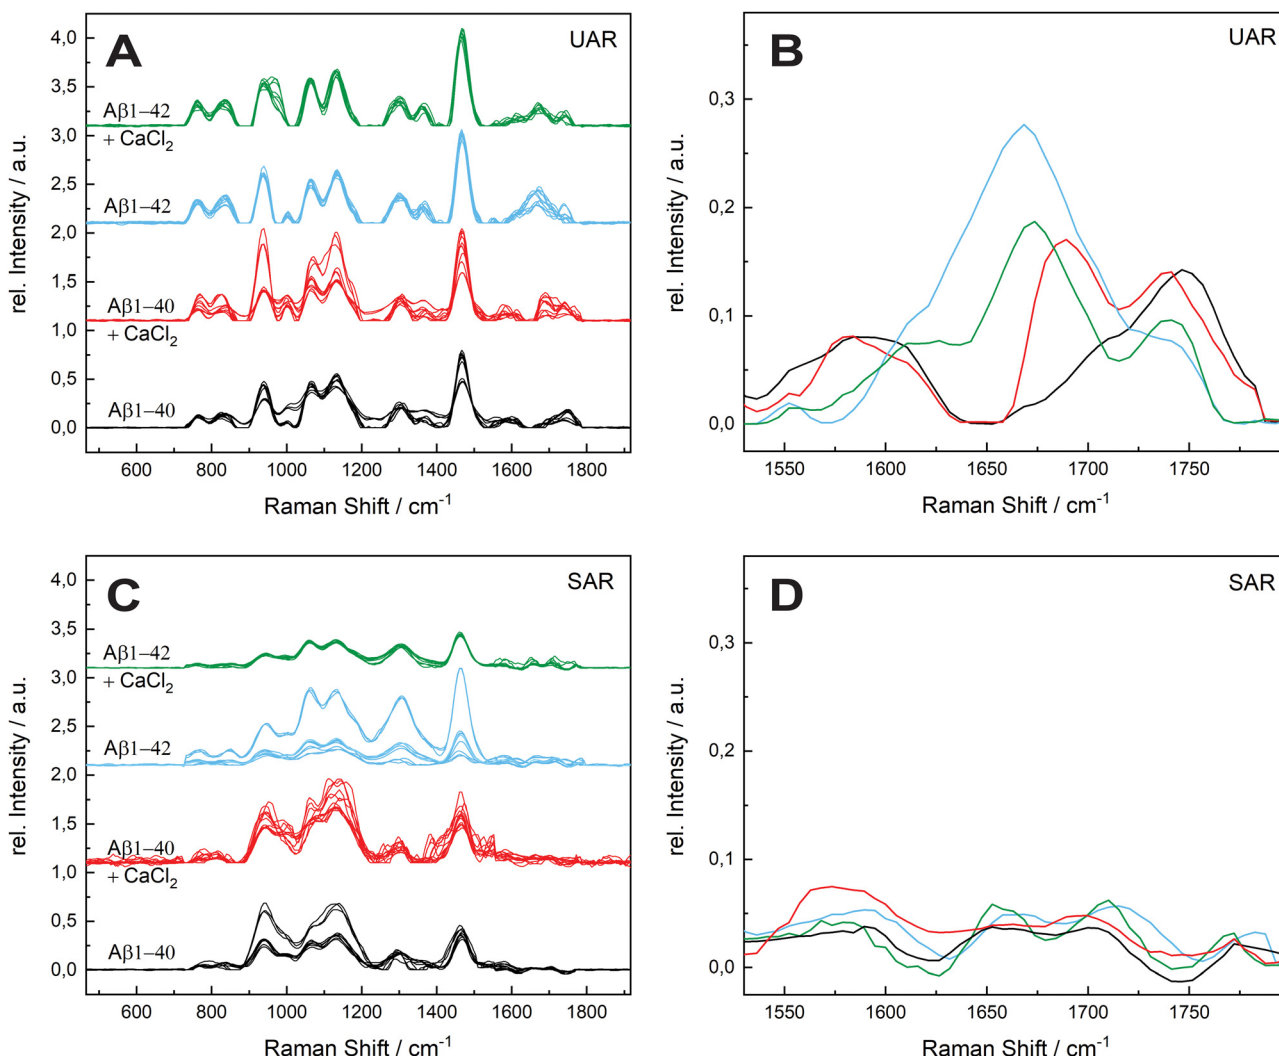 A
UAR
rel. Intensity / a.u.
4,0
3,5
3,0
2,5
2,0
1,5
1,0
0,5
0,0
Aβ1–42
+ CaCl2
Aβ1–42
Aβ1–40
+ CaCl2
Aβ1–40
600 800 1000 1200 1400 1600 1800
Raman Shift / cm-1
B
UAR
rel. Intensity / a.u.
0,3
0,2
0,1
0,0
1550 1600 1650 1700 1750
Raman Shift / cm-1
C
SAR
rel. Intensity / a.u.
4,0
3,5
3,0
2,5
2,0
1,5
1,0
0,5
0,0
Aβ1–42
+ CaCl2
Aβ1–42
Aβ1–40
+ CaCl2
Aβ1–40
600 800 1000 1200 1400 1600 1800
Raman Shift / cm-1
D
SAR
rel. Intensity / a.u.
0,3
0,2
0,1
0,0
1550 1600 1650 1700 1750
Raman Shift / cm-1